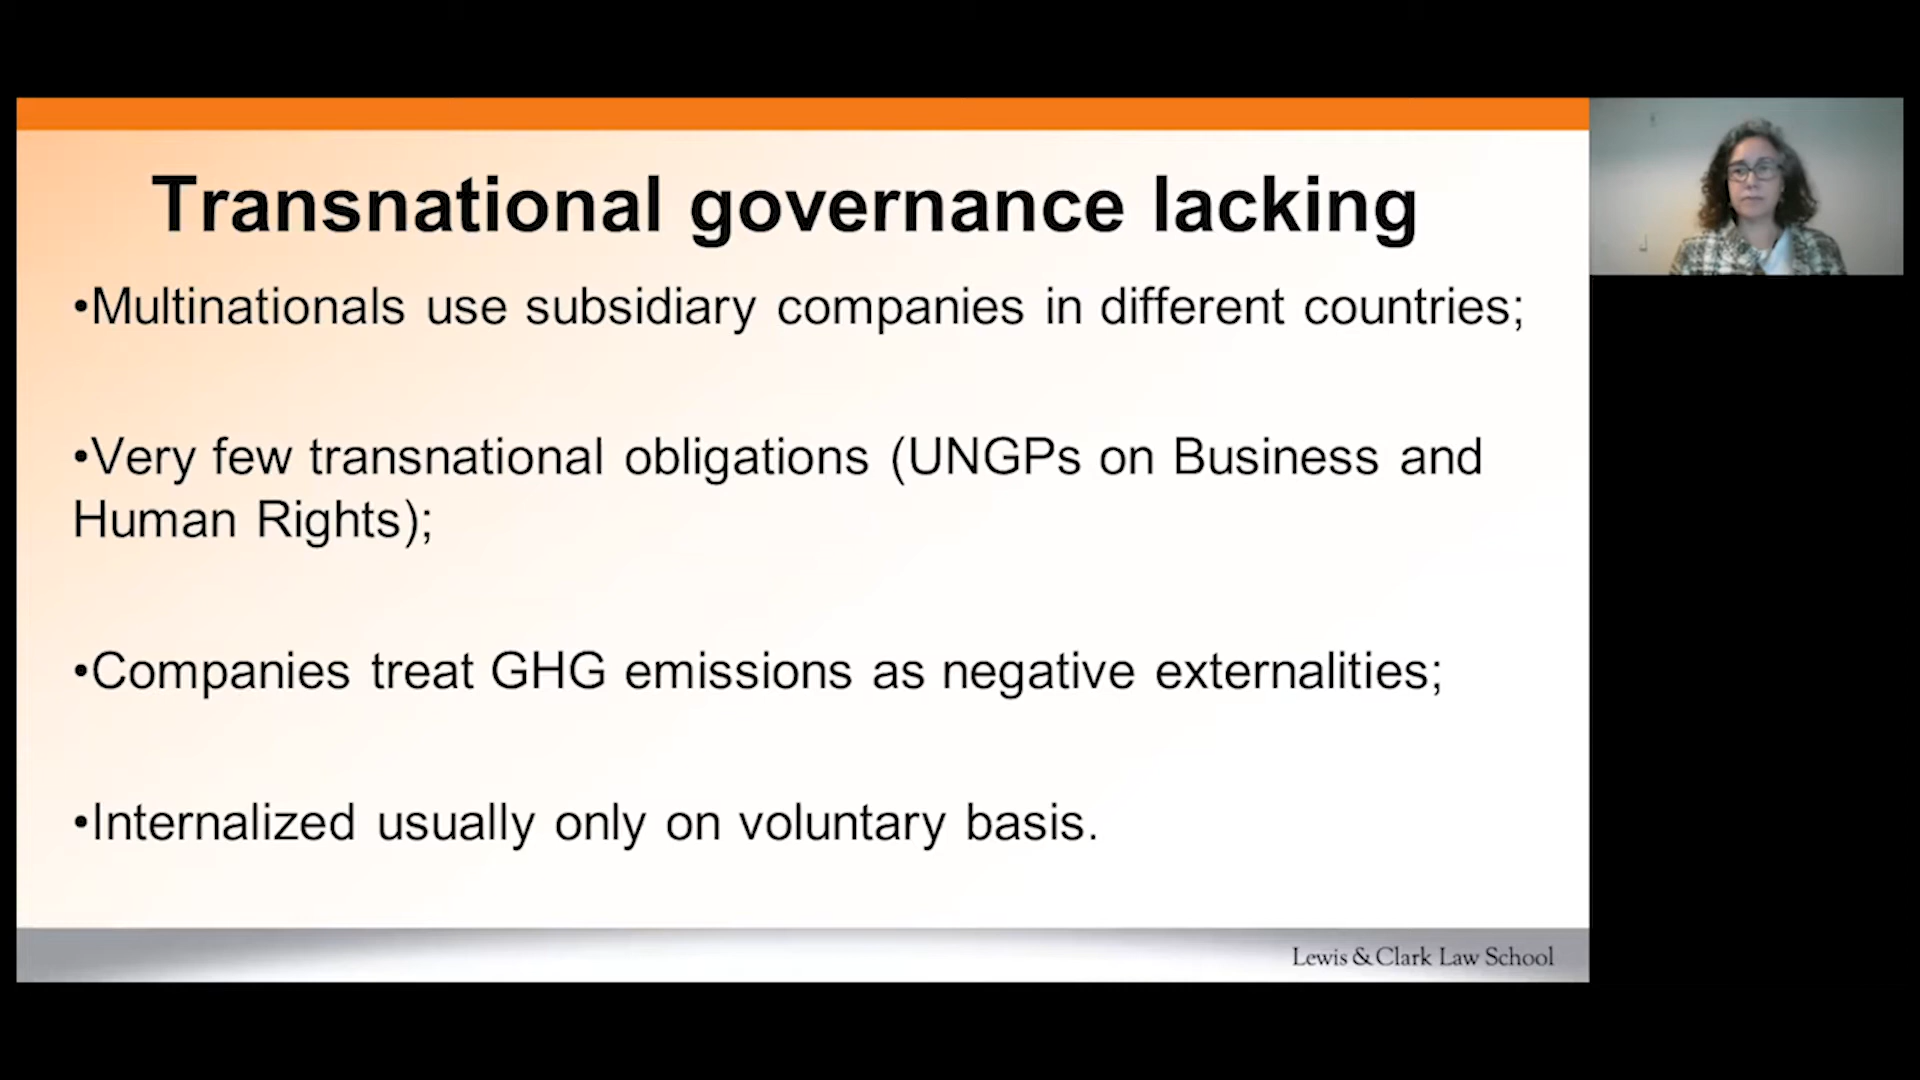 Transnational governance lacking
•Multinationals use subsidiary companies in different countries;
•Very few transnational obligations (UNGPs on Business and
Human Rights);
•Companies treat GHG emissions as negative externalities;
•Internalized usually only on voluntary basis.
Lewis & Clark Law School